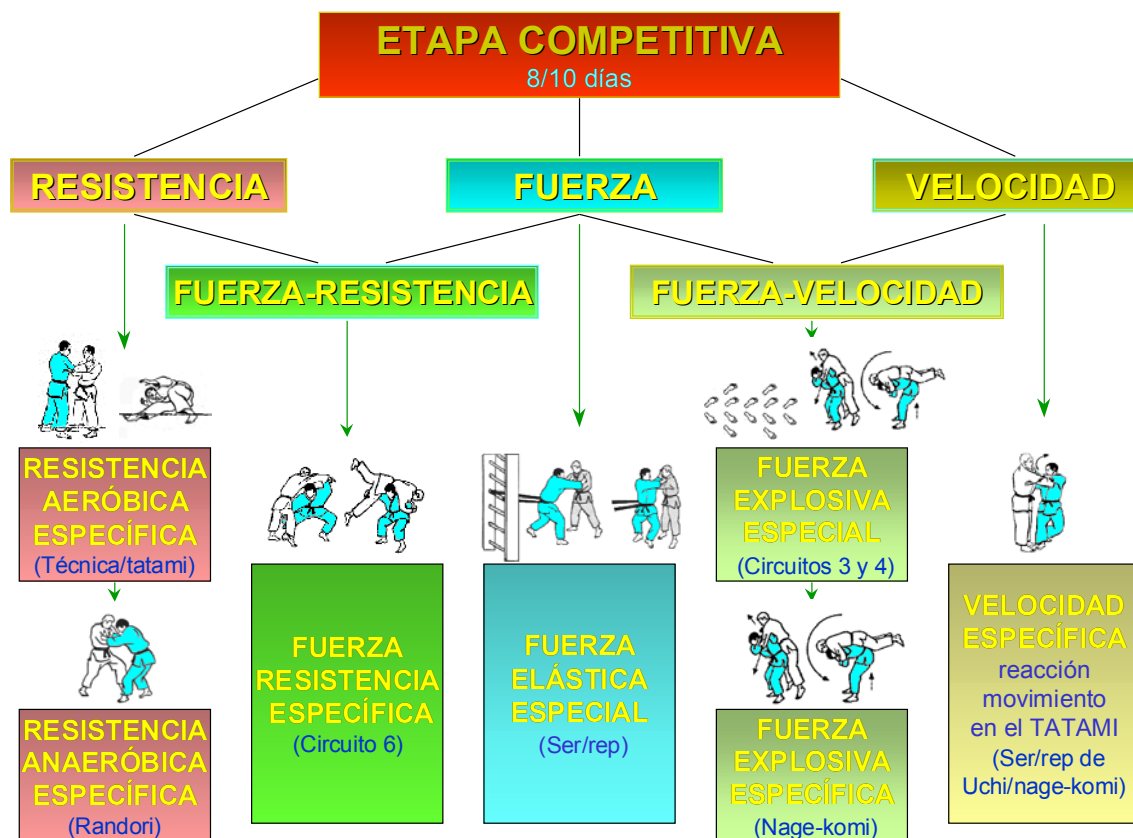 ETAPA COMPETITIVA
8/10 días
RESISTENCIA
FUERZA
VELOCIDAD
FUERZA-RESISTENCIA
FUERZA-VELOCIDAD
RESISTENCIA
AERÓBICA
ESPECÍFICA
(Técnica/tatami)
RESISTENCIA
ANAERÓBICA
ESPECÍFICA
(Randori)
FUERZA
RESISTENCIA
ESPECÍFICA
(Circuito 6)
FUERZA
ELÁSTICA
ESPECIAL
(Ser/rep)
FUERZA
EXPLOSIVA
ESPECIAL
(Circuitos 3 y 4)
FUERZA
EXPLOSIVA
ESPECÍFICA
(Nage-komi)
VELOCIDAD
ESPECÍFICA
reacción
movimiento
en el TATAMI
(Ser/rep de
Uchi/nage-komi)